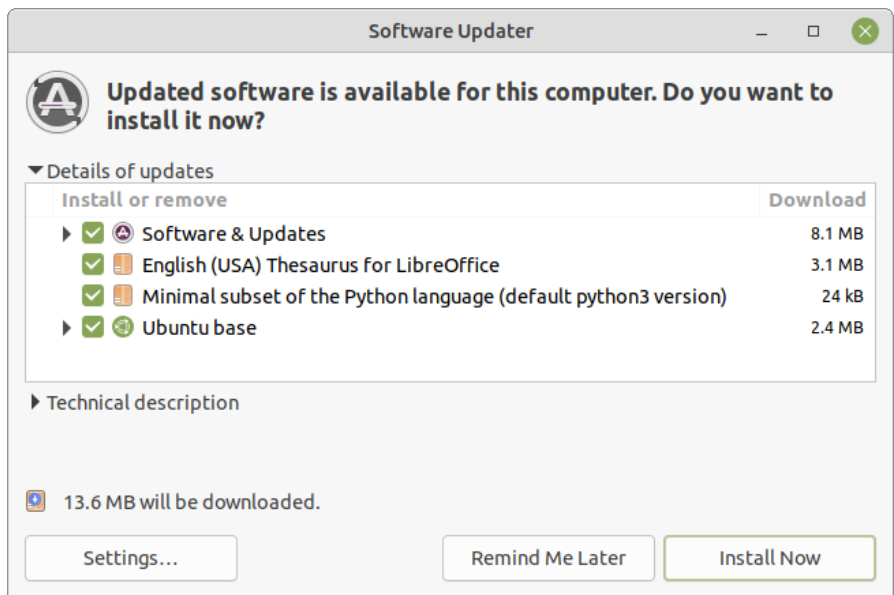 Software Updater
Updated software is available for this computer. Do you want to
install it now?
Details of updates
Install or remove Download
Software & Updates 8.1 MB
English (USA) Thesaurus for LibreOffice 3.1 MB
Minimal subset of the Python language (default python3 version) 24 kB
Ubuntu base 2.4 MB
Technical description
13.6 MB will be downloaded.
Settings... Remind Me Later Install Now